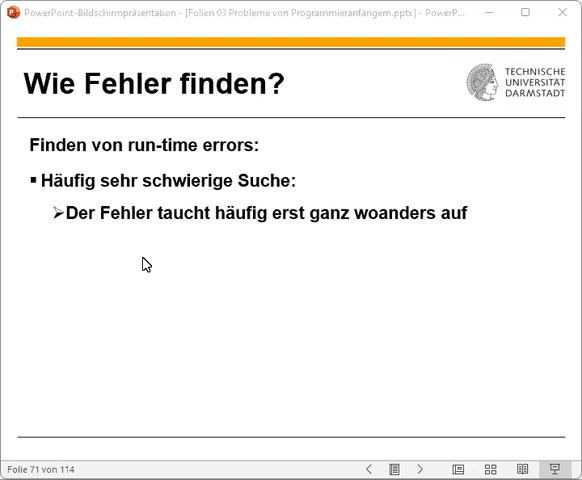 PowerPoint-Bildschirmpräsentation - [Folien 03 Probleme von Programmieranfängern.pptx] - PowerP...
Wie Fehler finden?
TECHNISCHE
UNIVERSITÄT
DARMSTADT
Finden von run-time errors:
▪ Häufig sehr schwierige Suche:
➢Der Fehler taucht häufig erst ganz woanders auf
Folie 71 von 114